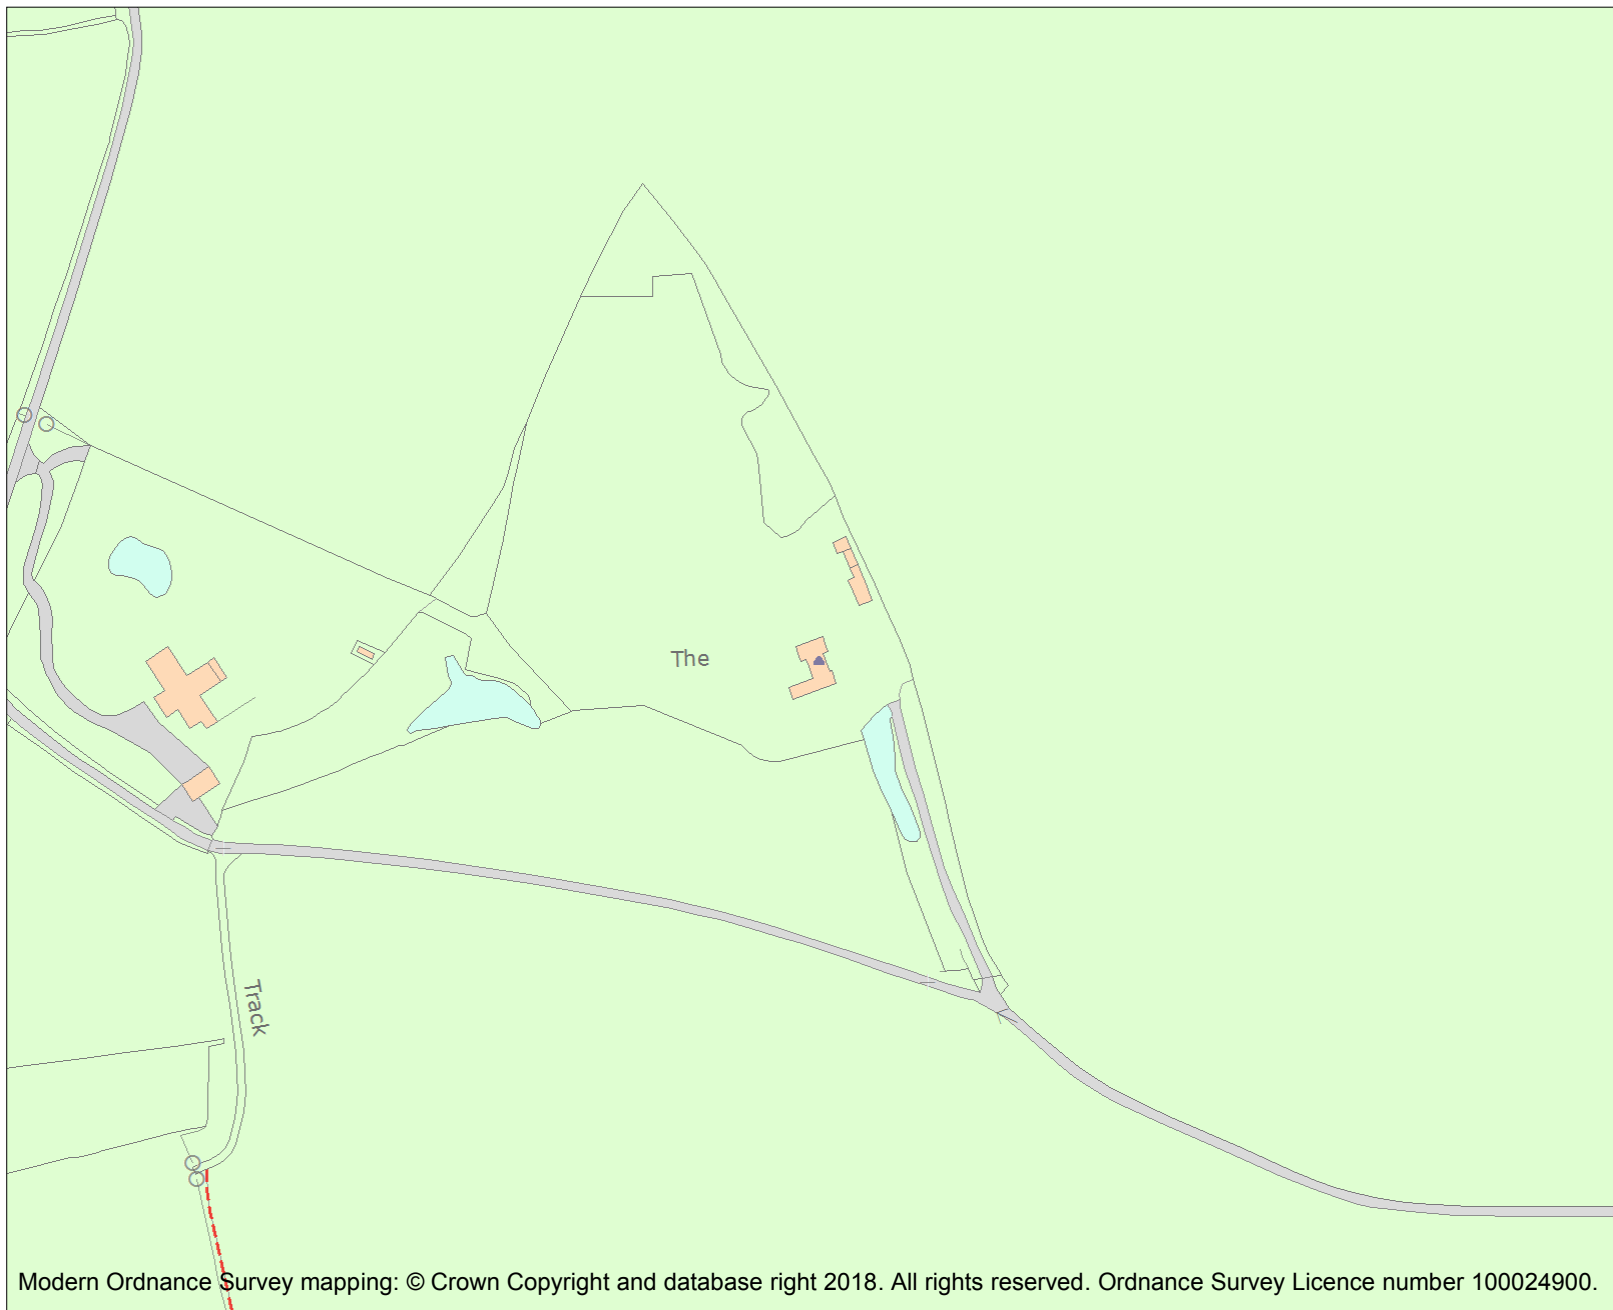 The
Track
Modern Ordnance Survey mapping: © Crown Copyright and database right 2018. All rights reserved. Ordnance Survey Licence number 100024900.